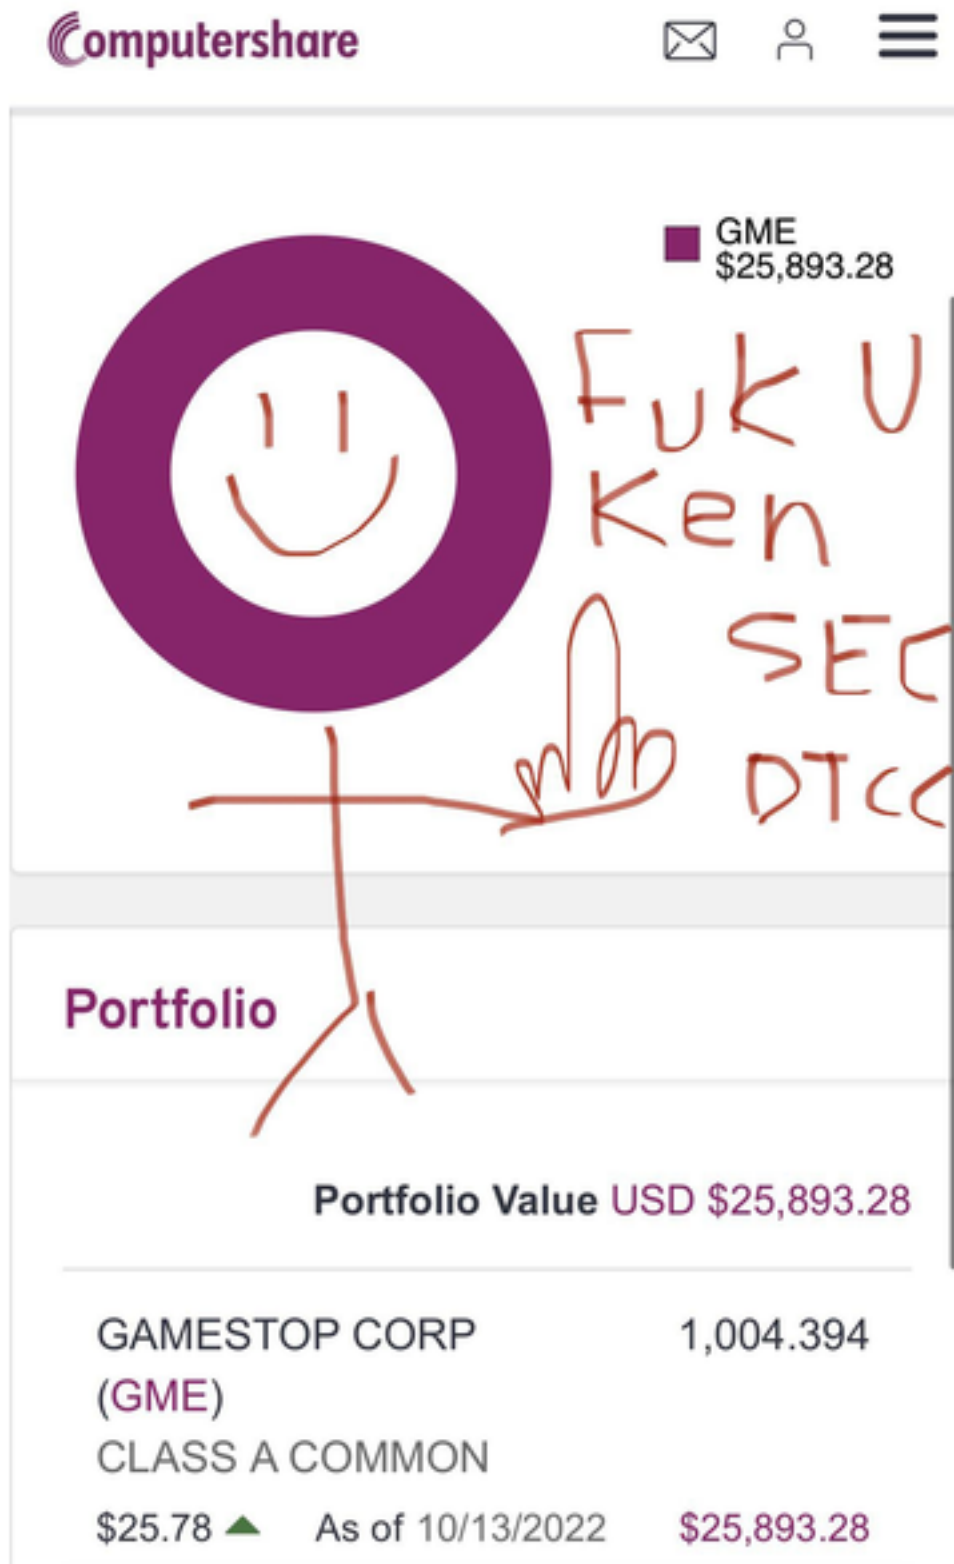 Computershare
GME
$25,893.28
FUK U
Ken
SEC
DTCC
Portfolio
Portfolio Value USD $25,893.28
GAMESTOP CORP 1,004.394
(GME)
CLASS A COMMON
$25.78 As of 10/13/2022 $25,893.28